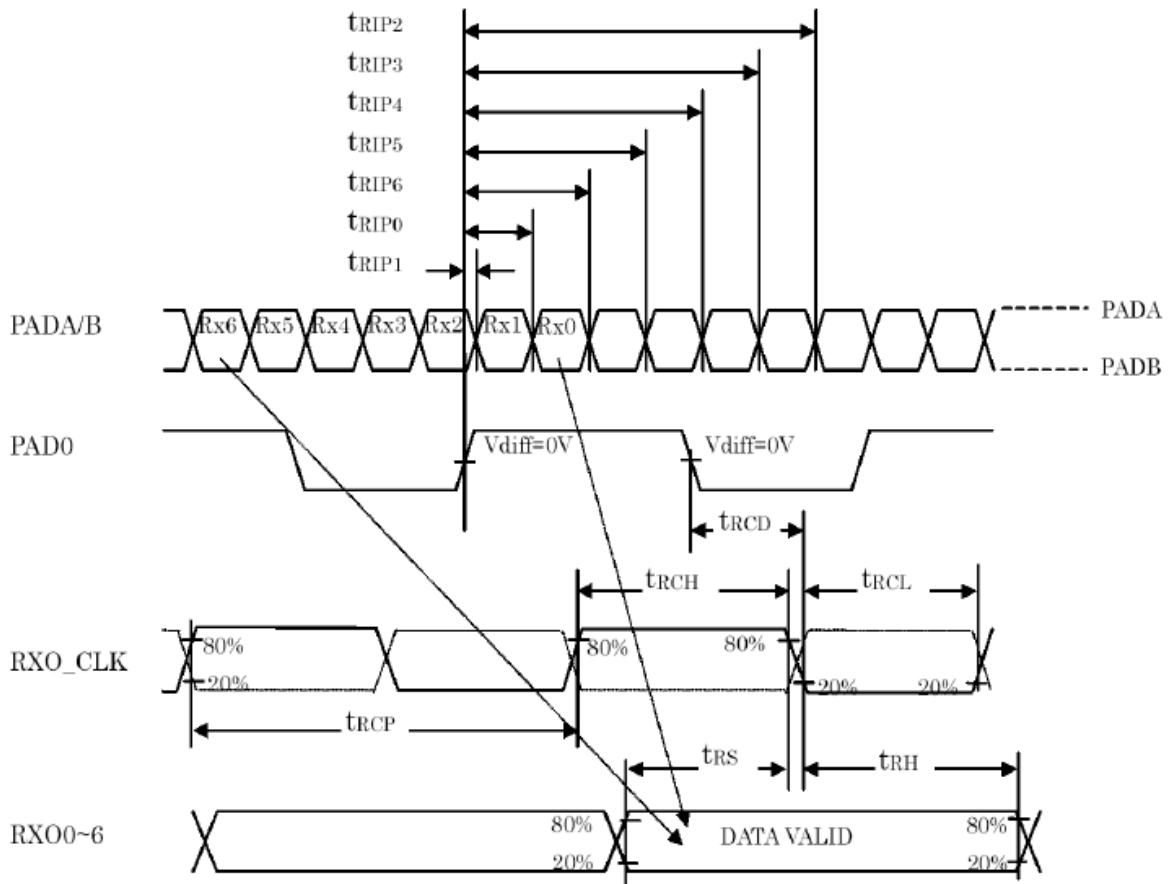 tRIP2
tRIP3
tRIP4
tRIP5
tRIP6
tRIP0
tRIP1
PADA/B
Rx6 Rx5 Rx4 Rx3 Rx2 Rx1 Rx0
PADA
PADB
PAD0
Vdiff=0V Vdiff=0V
tRCD
tRCH tRCL
RXO_CLK
80% 80% 80%
20% 20% 20%
tRCP
tRS tRH
RXO0~6
80% DATA VALID 80%
20% 20%